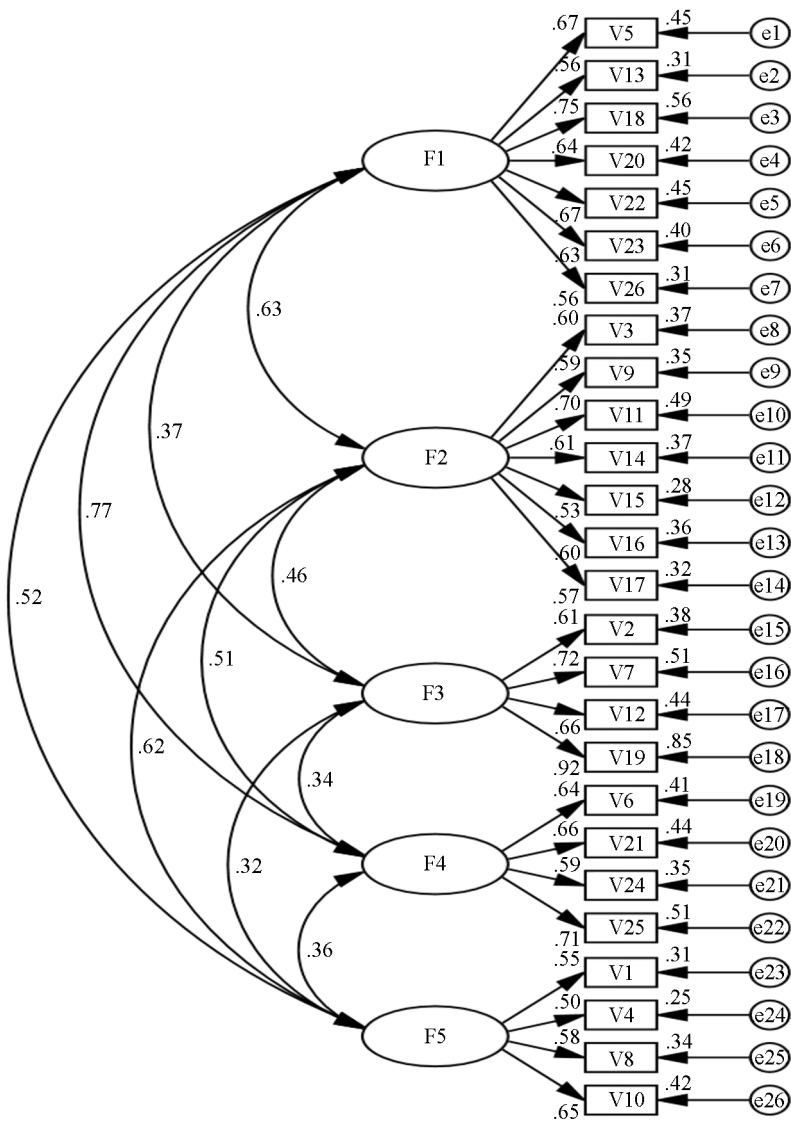 .67 V5 .45 e1
.56 V13 .31 e2
.75 V18 .56 e3
F1 .64 V20 .42 e4
V22 .45 e5
.67 V23 .40 e6
.63 V26 .31 e7
.56
.60 V3 .37 e8
.63
.59 V9 .35 e9
.70 V11 .49 e10
.37
F2 .61 V14 .37 e11
V15 .28 e12
.77
.53 V16 .36 e13
.46
.60 V17 .32 e14
.57
.52
.61 V2 .38 e15
.51
.72 V7 .51 e16
F3
V12 .44 e17
.66
.62
V19 .85 e18
.92
.34
.64 V6 .41 e19
.66 V21 .44 e20
.32
F4
.59 V24 .35 e21
V25 .51 e22
.71
.36
.55 V1 .31 e23
.50 V4 .25 e24
F5
.58 V8 .34 e25
V10 .42 e26
.65